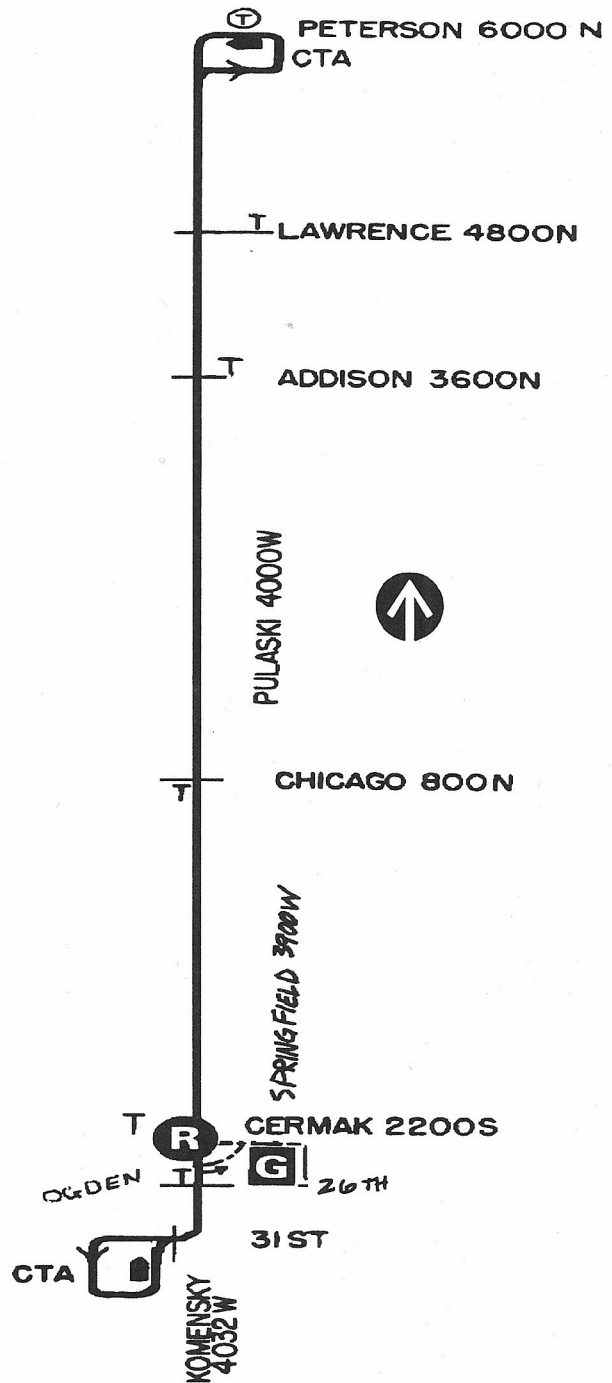 T
PETERSON 6000 N
CTA
T
LAWRENCE 4800N
T
ADDISON 3600N
PULASKI 4000W
CHICAGO 800N
T
SPRINGFIELD 3900W
T
R
CERMAK 2200S
OGDEN
T
G
26TH
31ST
CTA
KOMENSKY
4032W